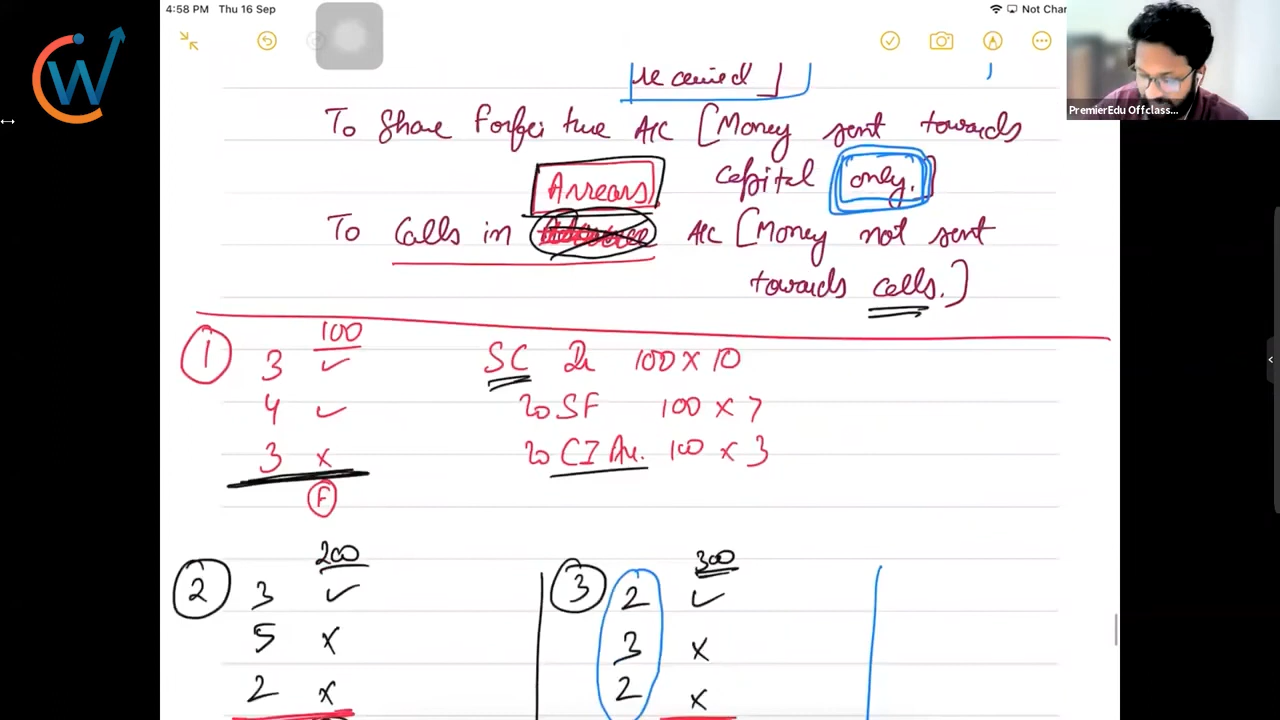 4:58 PM Thu 16 Sep
Not Char
PremierEdu Offclass...
W
received]
To Share Forfeiture A/C [Money sent towards
capital only.]
Arrears
To Calls in A/C [Money not sent
towards calls.]
1 100
3 ✓ SC Dr 100 x 10
4 ✓ To SF 100 x 7
3 x To CI Arr. 100 x 3
F
2 200
3 ✓
5 x
2 x
3 300
2 ✓
3 x
2 x